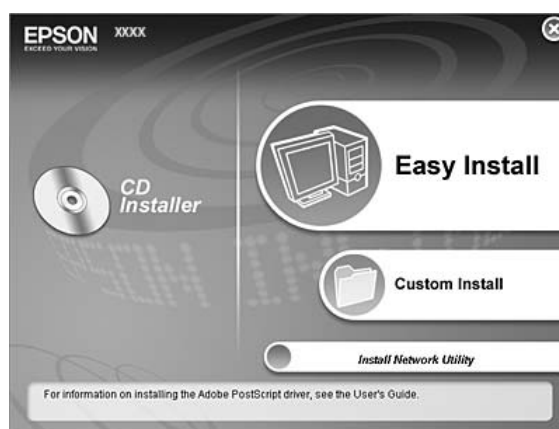 EPSON XXXX
EXCEED YOUR VISION
Easy Install
CD
Installer
Custom Install
Install Network Utility
For information on installing the Adobe PostScript driver, see the User's Guide.